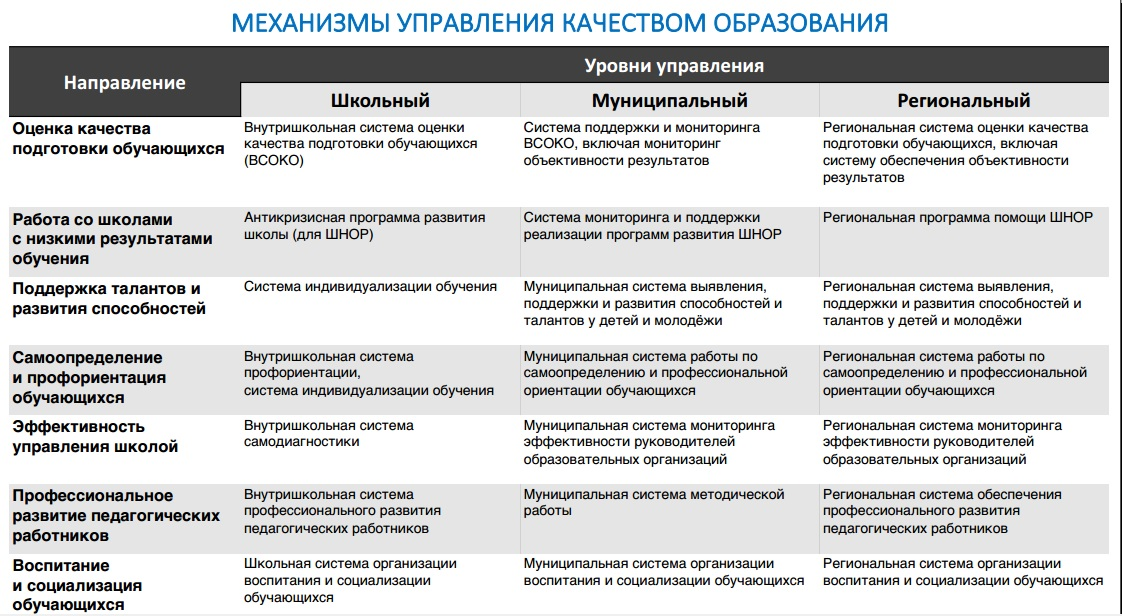 МЕХАНИЗМЫ УПРАВЛЕНИЯ КАЧЕСТВОМ ОБРАЗОВАНИЯ
Направление
Уровни управления
Школьный
Муниципальный
Региональный
Оценка качества
подготовки обучающихся
Внутришкольная система оценки
качества подготовки обучающихся
(ВСОКО)
Система поддержки и мониторинга
ВСОКО, включая мониторинг
объективности результатов
Региональная система оценки качества
подготовки обучающихся, включая
систему обеспечения объективности
результатов
Работа со школами
с низкими результатами
обучения
Антикризисная программа развития
школы (для ШНОР)
Система мониторинга и поддержки
реализации программ развития ШНОР
Региональная программа помощи ШНОР
Поддержка талантов и
развития способностей
Система индивидуализации обучения
Муниципальная система выявления,
поддержки и развития способностей и
талантов у детей и молодёжи
Региональная система выявления,
поддержки и развития способностей и
талантов у детей и молодёжи
Самоопределение
и профориентация
обучающихся
Внутришкольная система
профориентации,
система индивидуализации обучения
Муниципальная система работы по
самоопределению и профессиональной
ориентации обучающихся
Региональная система работы по
самоопределению и профессиональной
ориентации обучающихся
Эффективность
управления школой
Внутришкольная система
самодиагностики
Муниципальная система мониторинга
эффективности руководителей
образовательных организаций
Региональная система мониторинга
эффективности руководителей
образовательных организаций
Профессиональное
развитие педагогических
работников
Внутришкольная система
профессионального развития
педагогических работников
Муниципальная система методической
работы
Региональная система обеспечения
профессионального развития
педагогических работников
Воспитание
и социализация
обучающихся
Школьная система организации
воспитания и социализации
обучающихся
Муниципальная система организации
воспитания и социализации обучающихся
Региональная система организации
воспитания и социализации обучающихся